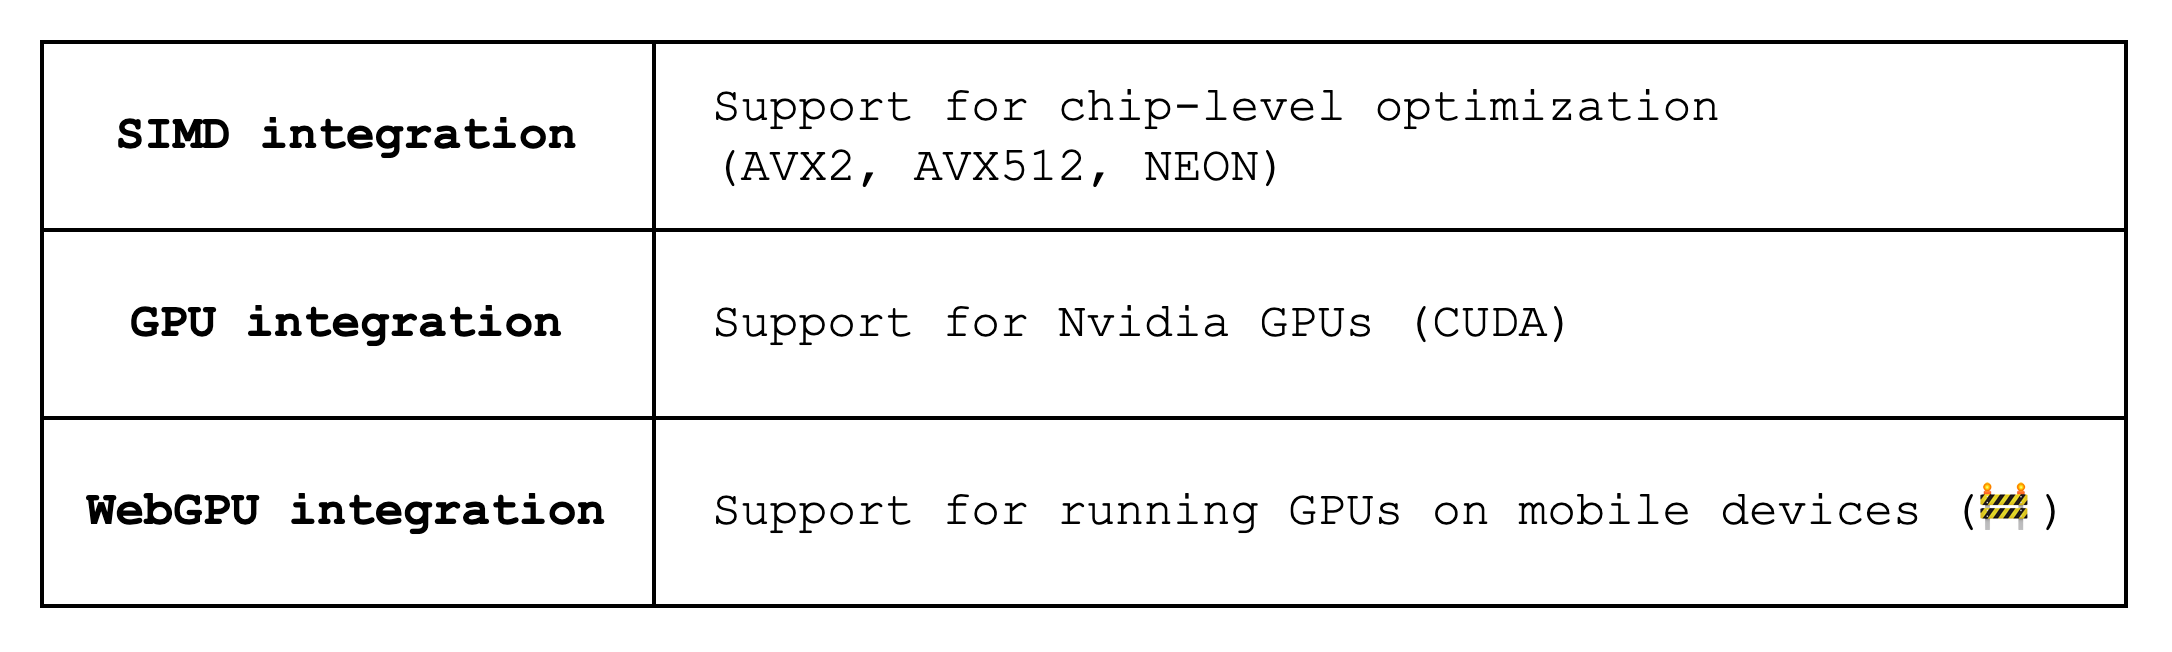 SIMD integration
Support for chip-level optimization
(AVX2, AVX512, NEON)
GPU integration
Support for Nvidia GPUs (CUDA)
WebGPU integration
Support for running GPUs on mobile devices (🚧)